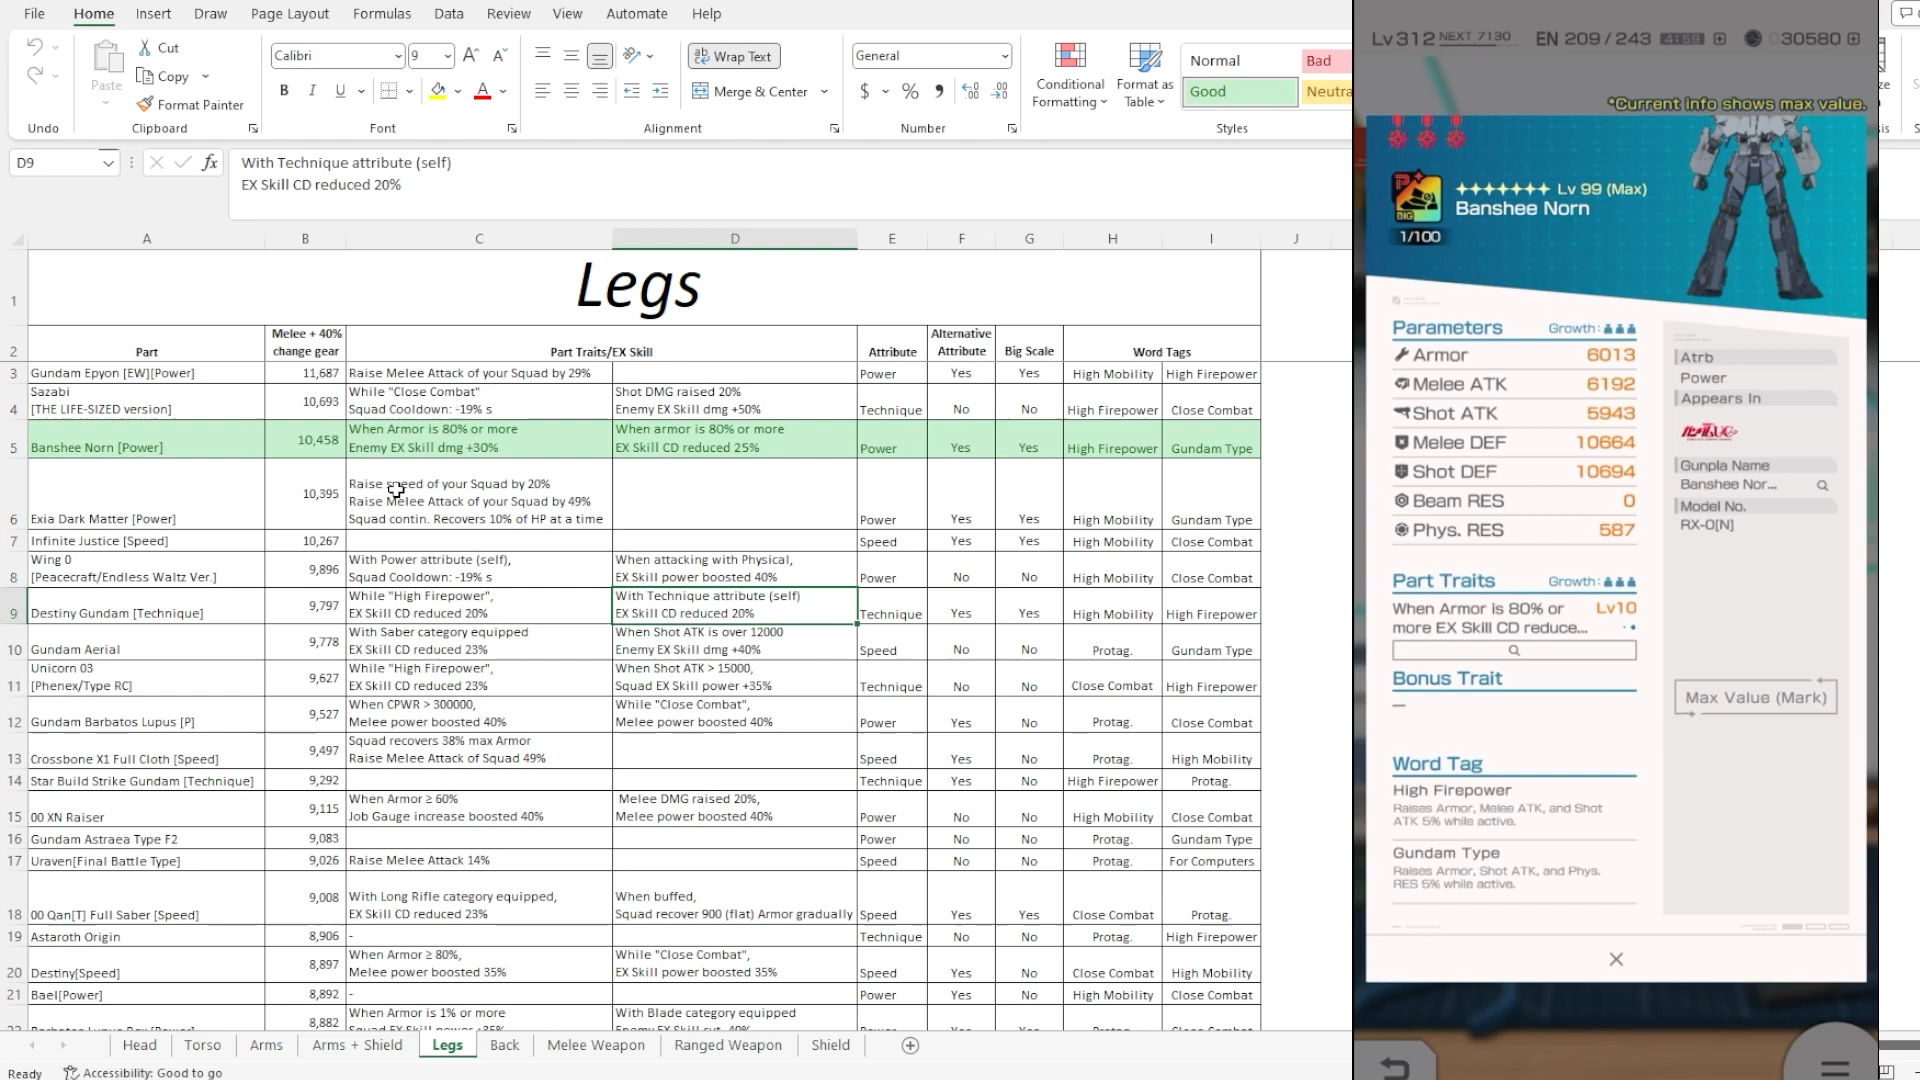 File Home Insert Draw Page Layout Formulas Data Review View Automate Help
Cut
Copy
Format Painter
Paste
Calibri 9
B I U
Wrap Text
Merge & Center
General
$ %
Conditional Formatting
Format as Table
Normal Bad
Good Neutra
Undo Clipboard Font Alignment Number Styles
D9 fx With Technique attribute (self)
EX Skill CD reduced 20%
A B C D E F G H I J
1 Legs
2 Part Melee + 40% change gear Part Traits/EX Skill Attribute Alternative Attribute Big Scale Word Tags
3 Gundam Epyon [EW][Power] 11,687 Raise Melee Attack of your Squad by 29% Power Yes Yes High Mobility High Firepower
4 Sazabi [THE LIFE-SIZED version] 10,693 While "Close Combat" Squad Cooldown: -19% s Shot DMG raised 20% Enemy EX Skill dmg +50% Technique No No High Firepower Close Combat
5 Banshee Norn [Power] 10,458 When Armor is 80% or more Enemy EX Skill dmg +30% When armor is 80% or more EX Skill CD reduced 25% Power Yes Yes High Firepower Gundam Type
6 Exia Dark Matter [Power] 10,395 Raise speed of your Squad by 20% Raise Melee Attack of your Squad by 49% Squad contin. Recovers 10% of HP at a time Power Yes Yes High Mobility Gundam Type
7 Infinite Justice [Speed] 10,267 Speed Yes Yes High Mobility Close Combat
8 Wing 0 [Peacecraft/Endless Waltz Ver.] 9,896 With Power attribute (self), Squad Cooldown: -19% s When attacking with Physical, EX Skill power boosted 40% Power No No High Mobility Close Combat
9 Destiny Gundam [Technique] 9,797 While "High Firepower", EX Skill CD reduced 20% With Technique attribute (self) EX Skill CD reduced 20% Technique Yes Yes High Mobility High Firepower
10 Gundam Aerial 9,778 With Saber category equipped EX Skill CD reduced 23% When Shot ATK is over 12000 Enemy EX Skill dmg +40% Speed No No Protag. Gundam Type
11 Unicorn 03 [Phenex/Type RC] 9,627 While "High Firepower", EX Skill CD reduced 23% When Shot ATK > 15000, Squad EX Skill power +35% Technique No No Close Combat High Firepower
12 Gundam Barbatos Lupus [P] 9,527 When CPWR > 300000, Melee power boosted 40% While "Close Combat", Melee power boosted 40% Power Yes No Protag. Close Combat
13 Crossbone X1 Full Cloth [Speed] 9,497 Squad recovers 38% max Armor Raise Melee Attack of Squad 49% Speed Yes No Protag. High Mobility
14 Star Build Strike Gundam [Technique] 9,292 Technique Yes No High Firepower Protag.
15 00 XN Raiser 9,115 When Armor ≥ 60% Job Gauge increase boosted 40% Melee DMG raised 20%, Melee power boosted 40% Power No No High Mobility Close Combat
16 Gundam Astraea Type F2 9,083 Power No No Protag. Gundam Type
17 Uraven[Final Battle Type] 9,026 Raise Melee Attack 14% Speed No No Protag. For Computers
18 00 Qan[T] Full Saber [Speed] 9,008 With Long Rifle category equipped, EX Skill CD reduced 23% When buffed, Squad recover 900 (flat) Armor gradually Speed Yes Yes Close Combat Protag.
19 Astaroth Origin 8,906 - Technique No No Protag. High Firepower
20 Destiny[Speed] 8,897 When Armor ≥ 80%, Melee power boosted 35% While "Close Combat", EX Skill power boosted 35% Speed Yes No Close Combat High Mobility
21 Bael[Power] 8,892 - Power Yes No High Mobility Close Combat
8,882 When Armor is 1% or more With Blade category equipped
Head Torso Arms Arms + Shield Legs Back Melee Weapon Ranged Weapon Shield
Ready Accessibility: Good to go
Lv312 NEXT 7130 EN 209/243 30580
*Current info shows max value.
BIG
Lv 99 (Max)
Banshee Norn
1/100
Parameters Growth:
Armor 6013
Melee ATK 6192
Shot ATK 5943
Melee DEF 10664
Shot DEF 10694
Beam RES 0
Phys. RES 587
Part Traits Growth:
When Armor is 80% or Lv10
more EX Skill CD reduce...
Bonus Trait
—
Word Tag
High Firepower
Raises Armor, Melee ATK, and Shot
ATK 5% while active.
Gundam Type
Raises Armor, Shot ATK, and Phys.
RES 5% while active.
Atrb
Power
Appears In
Gunpla Name
Banshee Nor...
Model No.
RX-0[N]
Max Value (Mark)